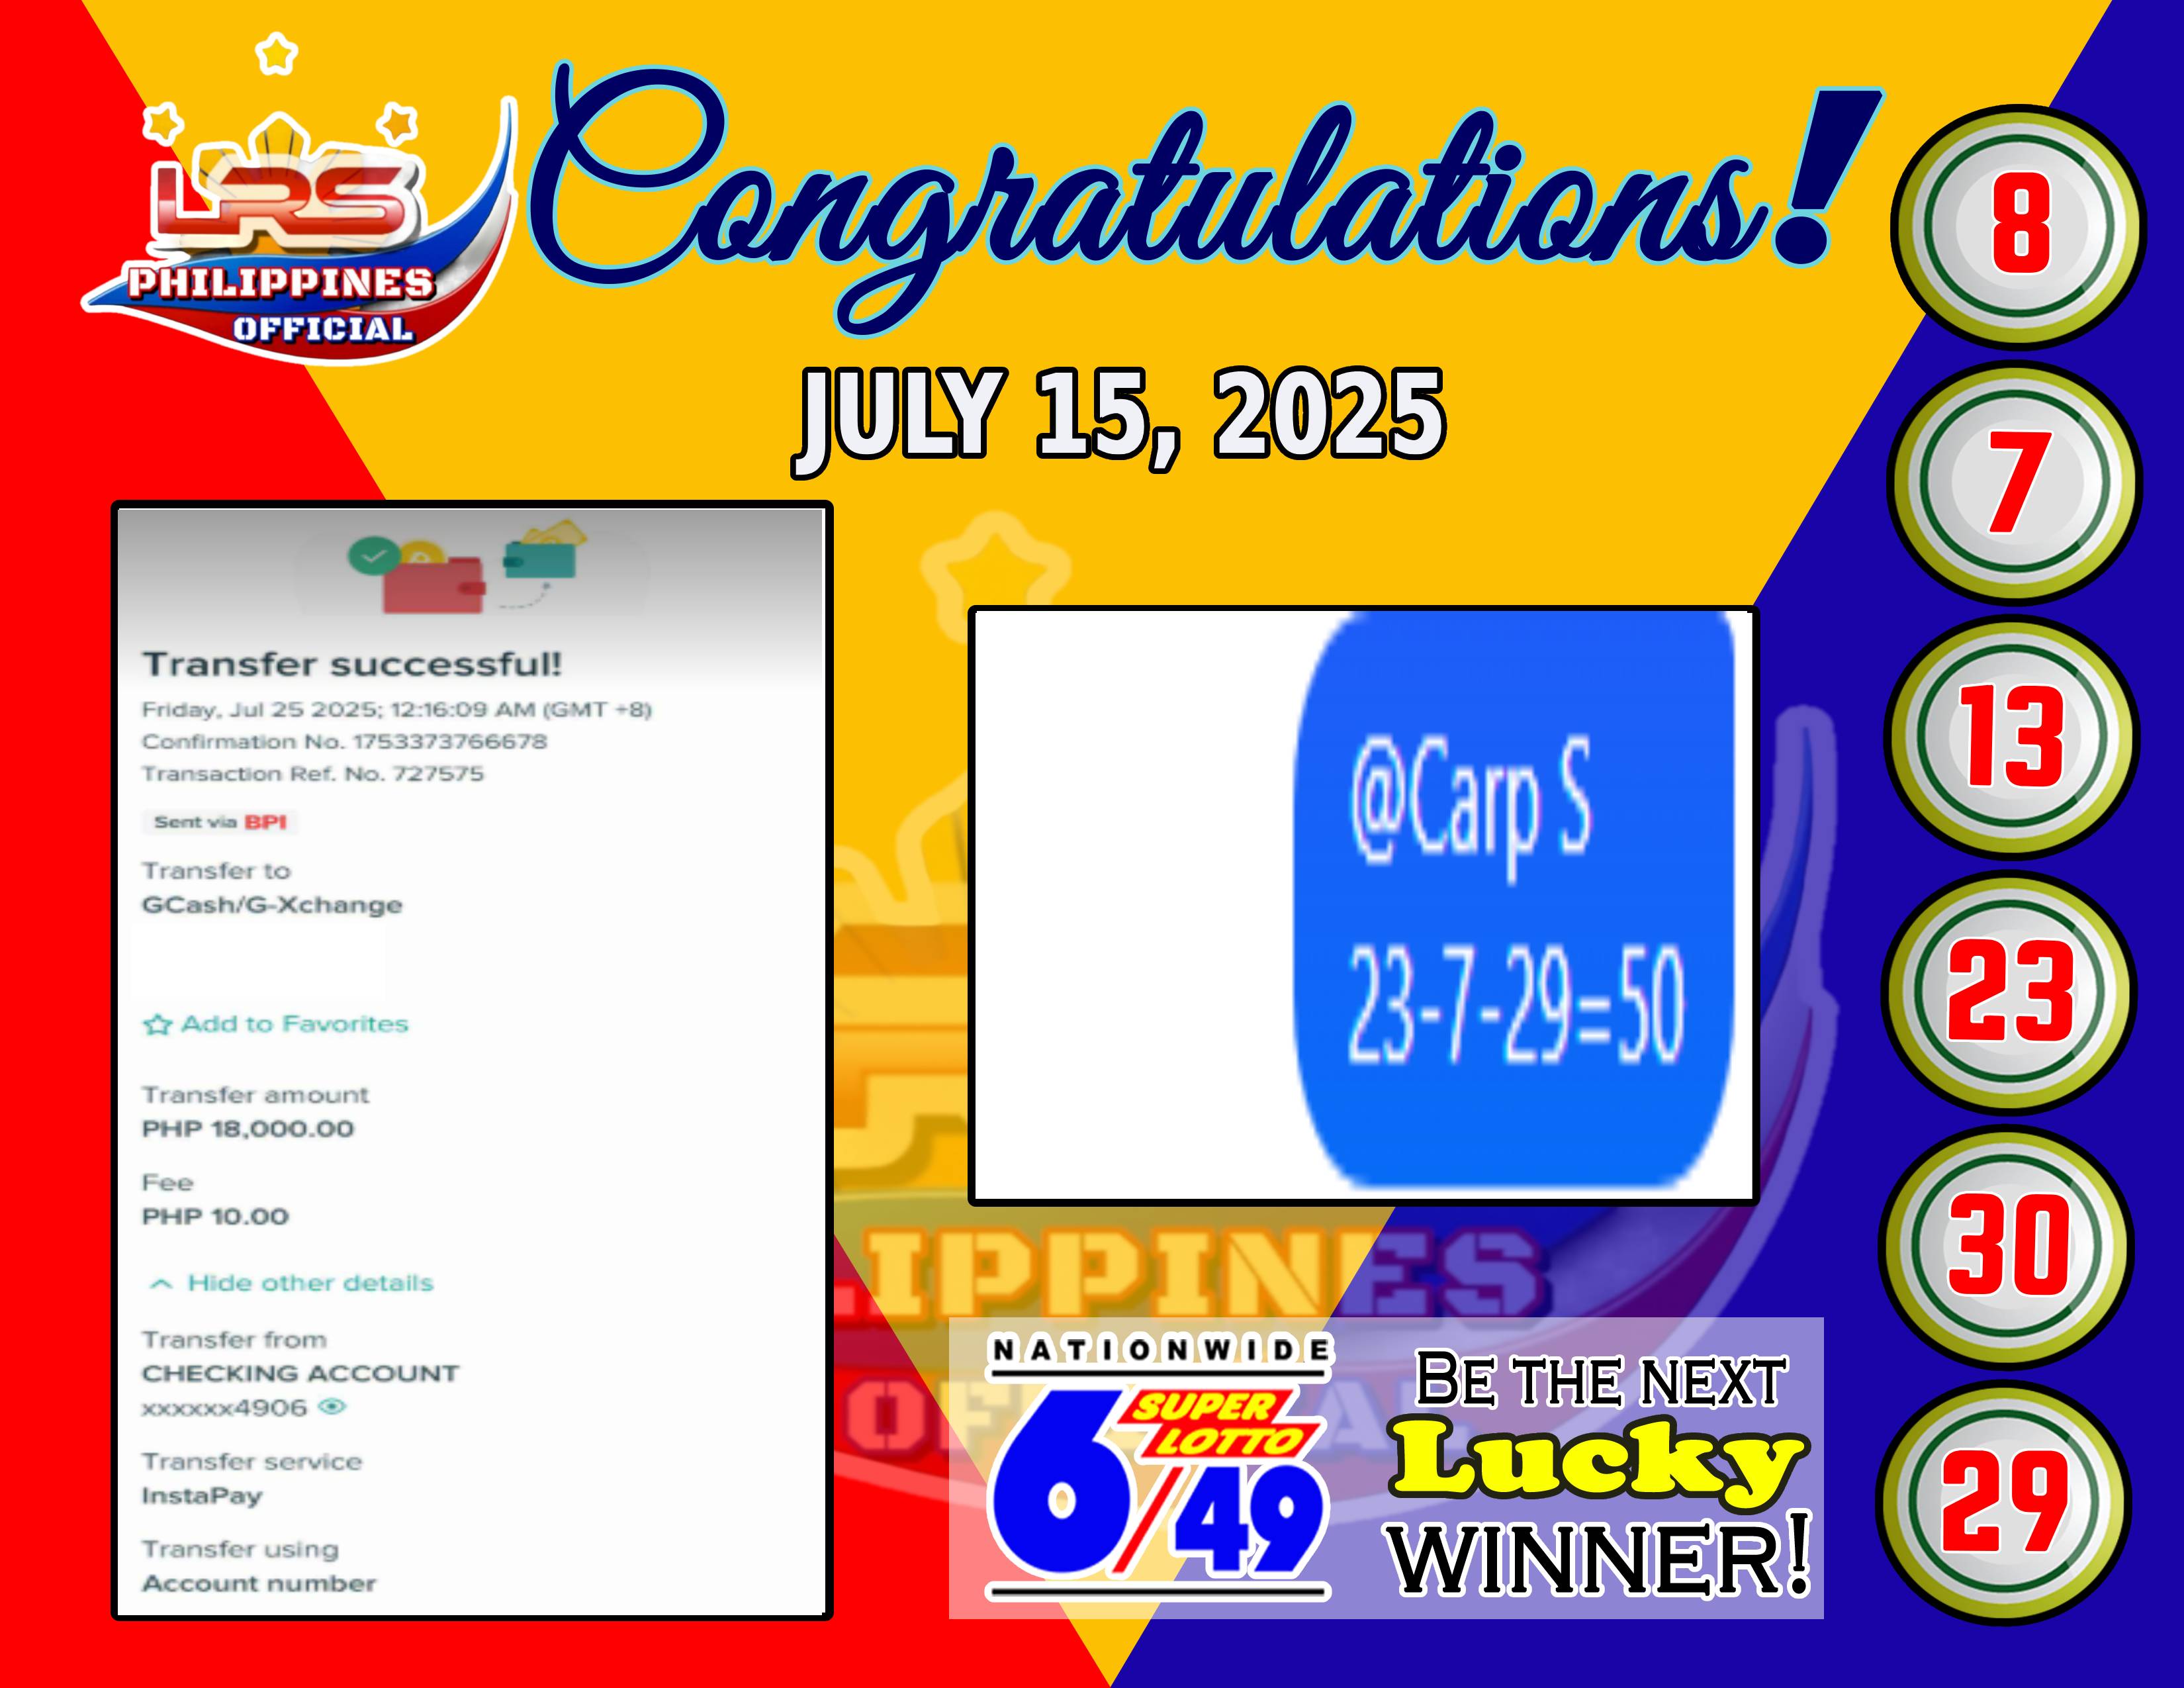 LRS
PHILIPPINES
OFFICIAL
Congratulations!
JULY 15, 2025
Transfer successful!
Friday, Jul 25 2025; 12:16:09 AM (GMT +8)
Confirmation No. 1753373766678
Transaction Ref. No. 727575
Sent via BPI
Transfer to
GCash/G-Xchange
Add to Favorites
Transfer amount
PHP 18,000.00
Fee
PHP 10.00
Hide other details
Transfer from
CHECKING ACCOUNT
xxxxxx4906
Transfer service
InstaPay
Transfer using
Account number
@Carp S
23-7-29=50
LIPPINES
NATIONWIDE
SUPER
LOTTO
6/49
BE THE NEXT
Lucky
WINNER!
8
7
13
23
30
29